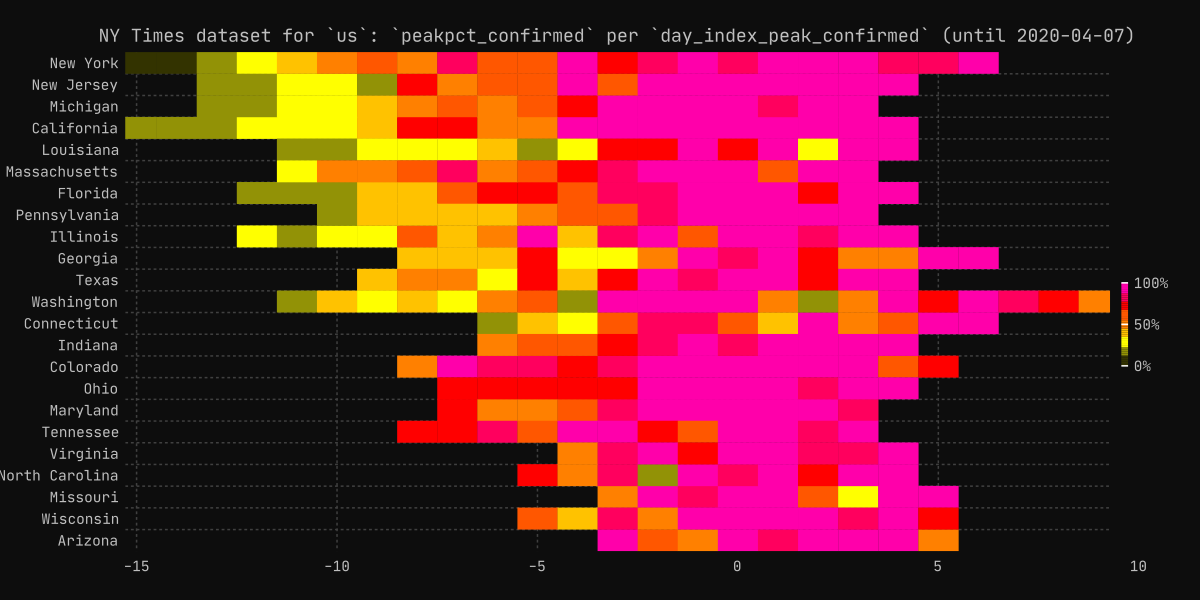 NY Times dataset for `us`: `peakpct_confirmed` per `day_index_peak_confirmed` (until 2020-04-07)
New York
New Jersey
Michigan
California
Louisiana
Massachusetts
Florida
Pennsylvania
Illinois
Georgia
Texas
Washington
Connecticut
Indiana
Colorado
Ohio
Maryland
Tennessee
Virginia
North Carolina
Missouri
Wisconsin
Arizona
100%
50%
0%
−15
−10
−5
0
5
10